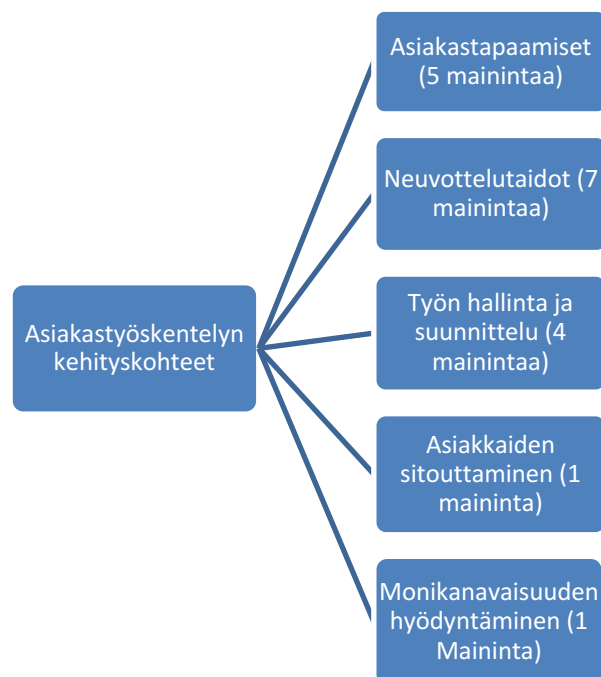 Asiakastyöskentelyn
kehityskohteet
Asiakastapaamiset
(5 mainintaa)
Neuvottelutaidot (7
mainintaa)
Työn hallinta ja
suunnittelu (4
mainintaa)
Asiakkaiden
sitouttaminen (1
maininta)
Monikanavaisuuden
hyödyntäminen (1
Maininta)